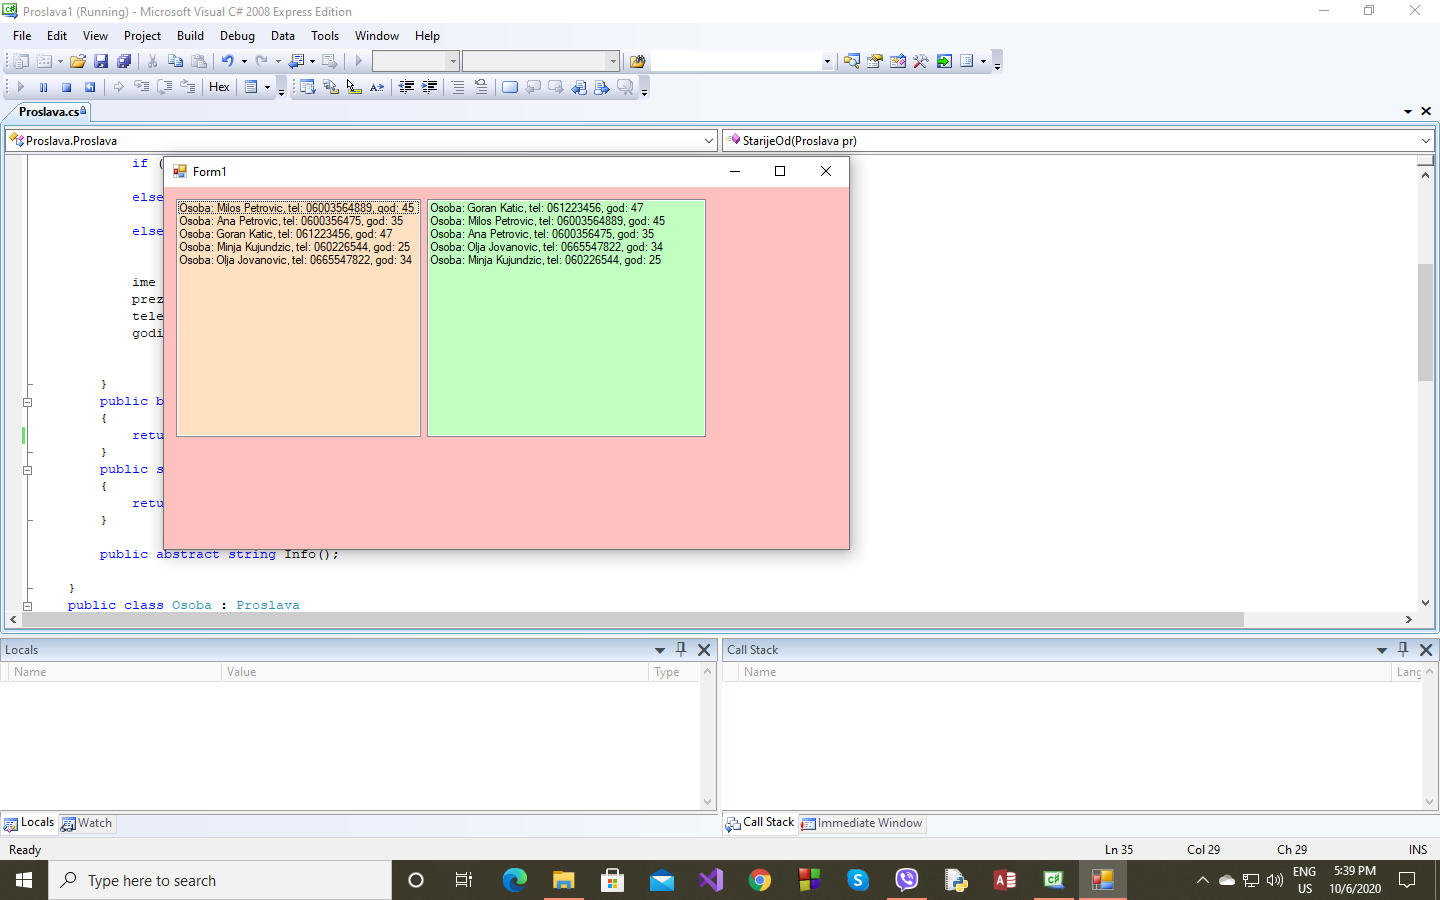 Proslava1 (Running) - Microsoft Visual C# 2008 Express Edition
File Edit View Project Build Debug Data Tools Window Help
Hex
Proslava.cs
Proslava.Proslava
StarijeOd(Proslava pr)
if (
else
else
ime
prez
tele
godi
}
public b
{
retu
}
public s
{
retu
}
public abstract string Info();
}
public class Osoba : Proslava
Form1
Osoba: Milos Petrovic, tel: 06003564889, god: 45
Osoba: Ana Petrovic, tel: 0600356475, god: 35
Osoba: Goran Katic, tel: 061223456, god: 47
Osoba: Minja Kujundzic, tel: 060226544, god: 25
Osoba: Olja Jovanovic, tel: 0665547822, god: 34
Osoba: Goran Katic, tel: 061223456, god: 47
Osoba: Milos Petrovic, tel: 06003564889, god: 45
Osoba: Ana Petrovic, tel: 0600356475, god: 35
Osoba: Olja Jovanovic, tel: 0665547822, god: 34
Osoba: Minja Kujundzic, tel: 060226544, god: 25
Locals
Name Value Type
Call Stack
Name Lang
Locals Watch
Call Stack Immediate Window
Ready Ln 35 Col 29 Ch 29 INS
Type here to search
ENG
US
5:39 PM
10/6/2020